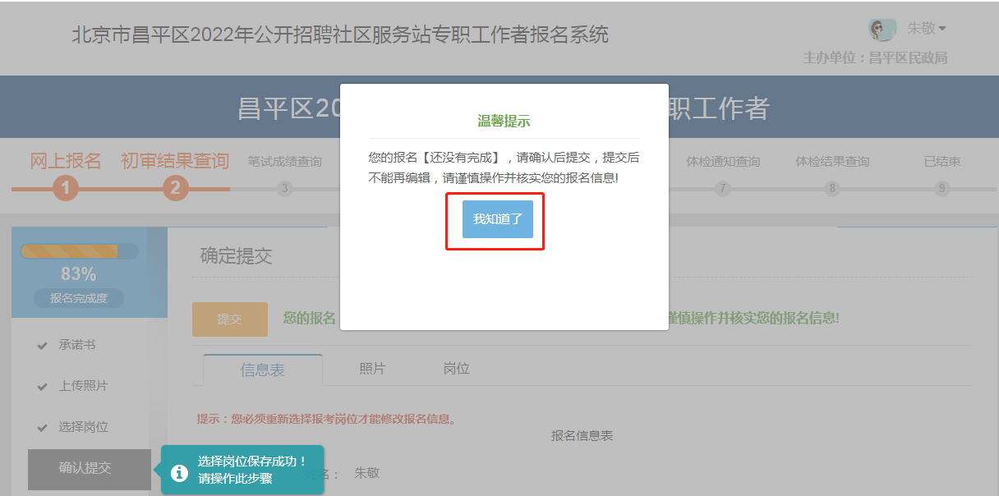 北京市昌平区2022年公开招聘社区服务站专职工作者报名系统
朱敬
主办单位：昌平区民政局
昌平区20
职工作者
网上报名
初审结果查询
笔试成绩查询
体检通知查询
体检结果查询
已结束
1
2
3
7
8
9
温馨提示
您的报名【还没有完成】，请确认后提交，提交后
不能再编辑，请谨慎操作并核实您的报名信息!
我知道了
83%
报名完成度
承诺书
上传照片
选择岗位
确认提交
确定提交
提交
您的报名
谨慎操作并核实您的报名信息!
信息表
照片
岗位
提示：您必须重新选择报考岗位才能修改报名信息。
报名信息表
选择岗位保存成功！
请操作此步骤
姓名：
朱敬